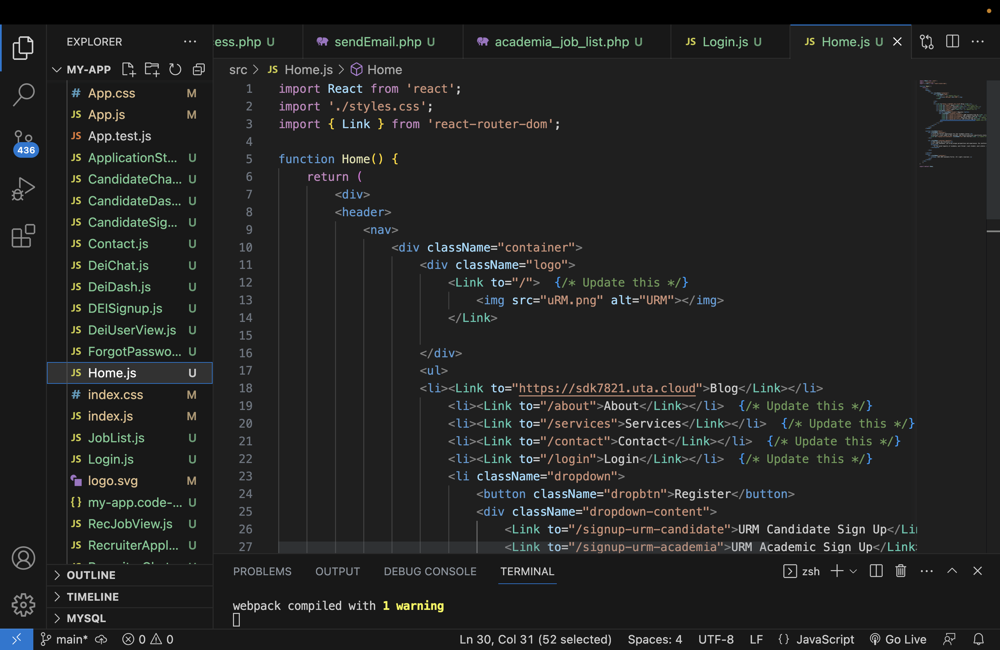 EXPLORER
ess.php U
sendEmail.php U
academia_job_list.php U
JS Login.js U
JS Home.js U
MY-APP
src > JS Home.js > Home
# App.css M
JS App.js M
JS App.test.js
JS ApplicationSt... U
JS CandidateCha... U
JS CandidateDas... U
JS CandidateSig... U
JS Contact.js U
JS DeiChat.js U
JS DeiDash.js U
JS DEISignup.js U
JS DeiUserView.js U
JS ForgotPasswo... U
JS Home.js U
# index.css M
JS index.js M
JS JobList.js U
JS Login.js U
logo.svg M
{} my-app.code-... U
JS RecJobView.js U
JS RecruiterAppl... U
OUTLINE
TIMELINE
MYSQL
436
1 import React from 'react';
2 import './styles.css';
3 import { Link } from 'react-router-dom';
4
5 function Home() {
6 return (
7 <div>
8 <header>
9 <nav>
10 <div className="container">
11 <div className="logo">
12 <Link to="/"> {/* Update this */}
13 <img src="uRM.png" alt="URM"></img>
14 </Link>
15
16 </div>
17 <ul>
18 <li><Link to="https://sdk7821.uta.cloud">Blog</Link></li>
19 <li><Link to="/about">About</Link></li> {/* Update this */}
20 <li><Link to="/services">Services</Link></li> {/* Update this */}
21 <li><Link to="/contact">Contact</Link></li> {/* Update this */}
22 <li><Link to="/login">Login</Link></li> {/* Update this */}
23 <li className="dropdown">
24 <button className="dropbtn">Register</button>
25 <div className="dropdown-content">
26 <Link to="/signup-urm-candidate">URM Candidate Sign Up</Li
27 <Link to="/signup-urm-academia">URM Academic Sign Up</Link
PROBLEMS OUTPUT DEBUG CONSOLE TERMINAL zsh
webpack compiled with 1 warning
main* 0 0 Ln 30, Col 31 (52 selected) Spaces: 4 UTF-8 LF {} JavaScript Go Live